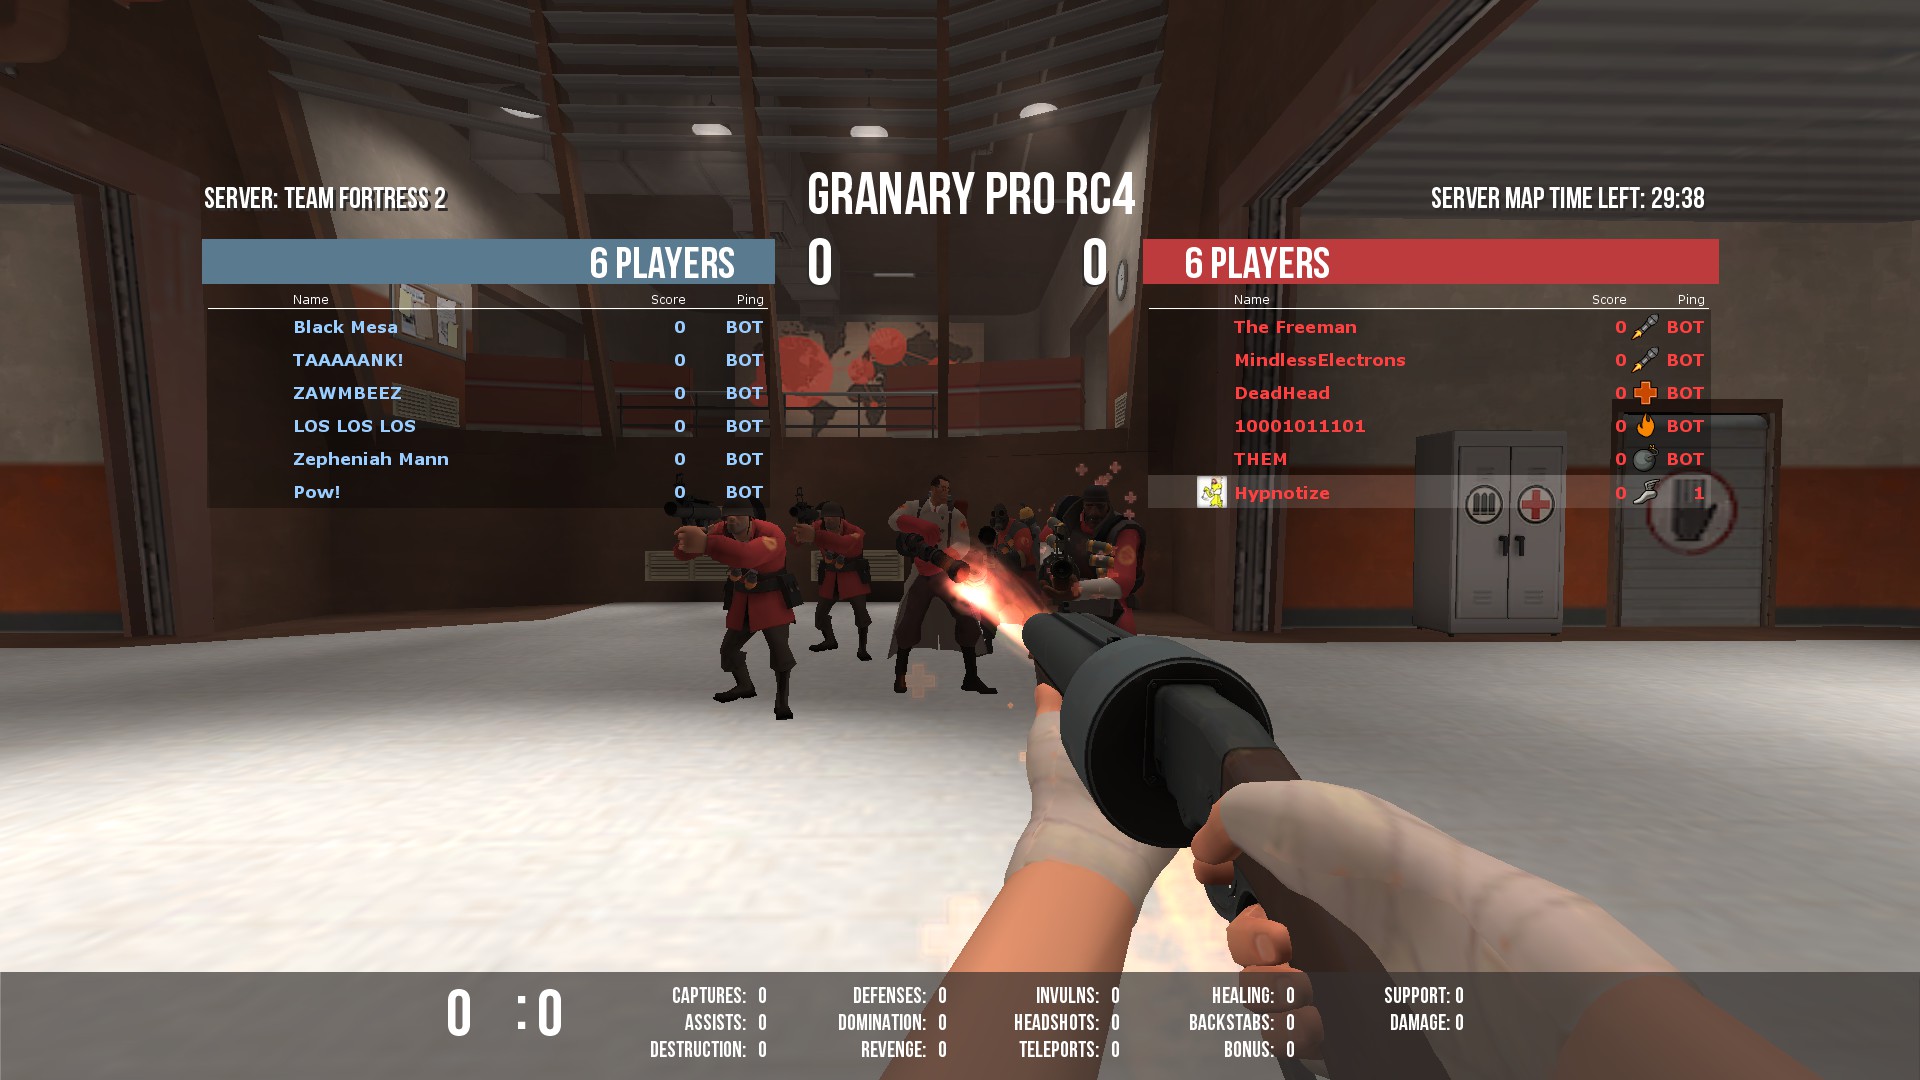 GRANARY PRO RC4
SERVER: TEAM FORTRESS 2
SERVER MAP TIME LEFT: 29:38
6 PLAYERS
0
0
6 PLAYERS
Name Score Ping
Black Mesa 0 BOT
TAAAAANK! 0 BOT
ZAWMBEEZ 0 BOT
LOS LOS LOS 0 BOT
Zepheniah Mann 0 BOT
Pow! 0 BOT
Name Score Ping
The Freeman 0 BOT
MindlessElectrons 0 BOT
DeadHead 0 BOT
10001011101 0 BOT
THEM 0 BOT
Hypnotize 0 1
0 :0
CAPTURES: 0
ASSISTS: 0
DESTRUCTION: 0
DEFENSES: 0
DOMINATION: 0
REVENGE: 0
INVULNS: 0
HEADSHOTS: 0
TELEPORTS: 0
HEALING: 0
BACKSTABS: 0
BONUS: 0
SUPPORT: 0
DAMAGE: 0